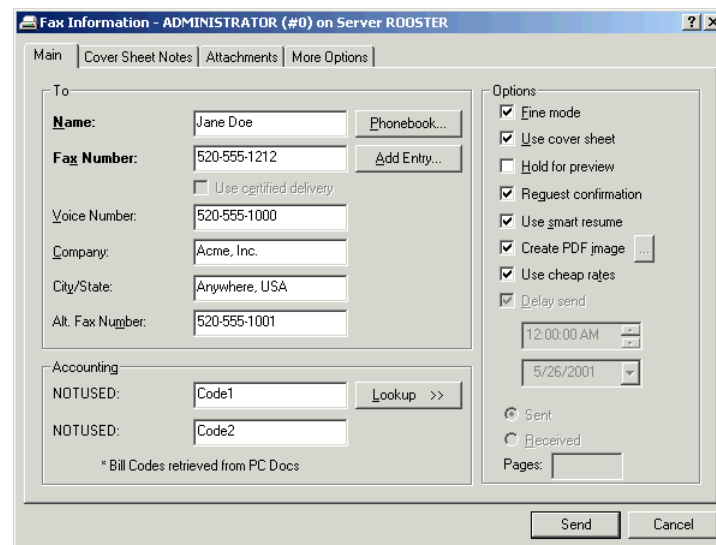 Fax Information - ADMINISTRATOR (#0) on Server ROOSTER
Main
Cover Sheet Notes
Attachments
More Options
To
Name:
Jane Doe
Phonebook...
Fax Number:
520-555-1212
Add Entry...
Use certified delivery
Voice Number:
520-555-1000
Company:
Acme, Inc.
City/State:
Anywhere, USA
Alt. Fax Number:
520-555-1001
Accounting
NOTUSED:
Code1
Lookup >>
NOTUSED:
Code2
* Bill Codes retrieved from PC Docs
Options
Fine mode
Use cover sheet
Hold for preview
Request confirmation
Use smart resume
Create PDF image
...
Use cheap rates
Delay send
12:00:00 AM
5/26/2001
Sent
Received
Pages:
Send
Cancel